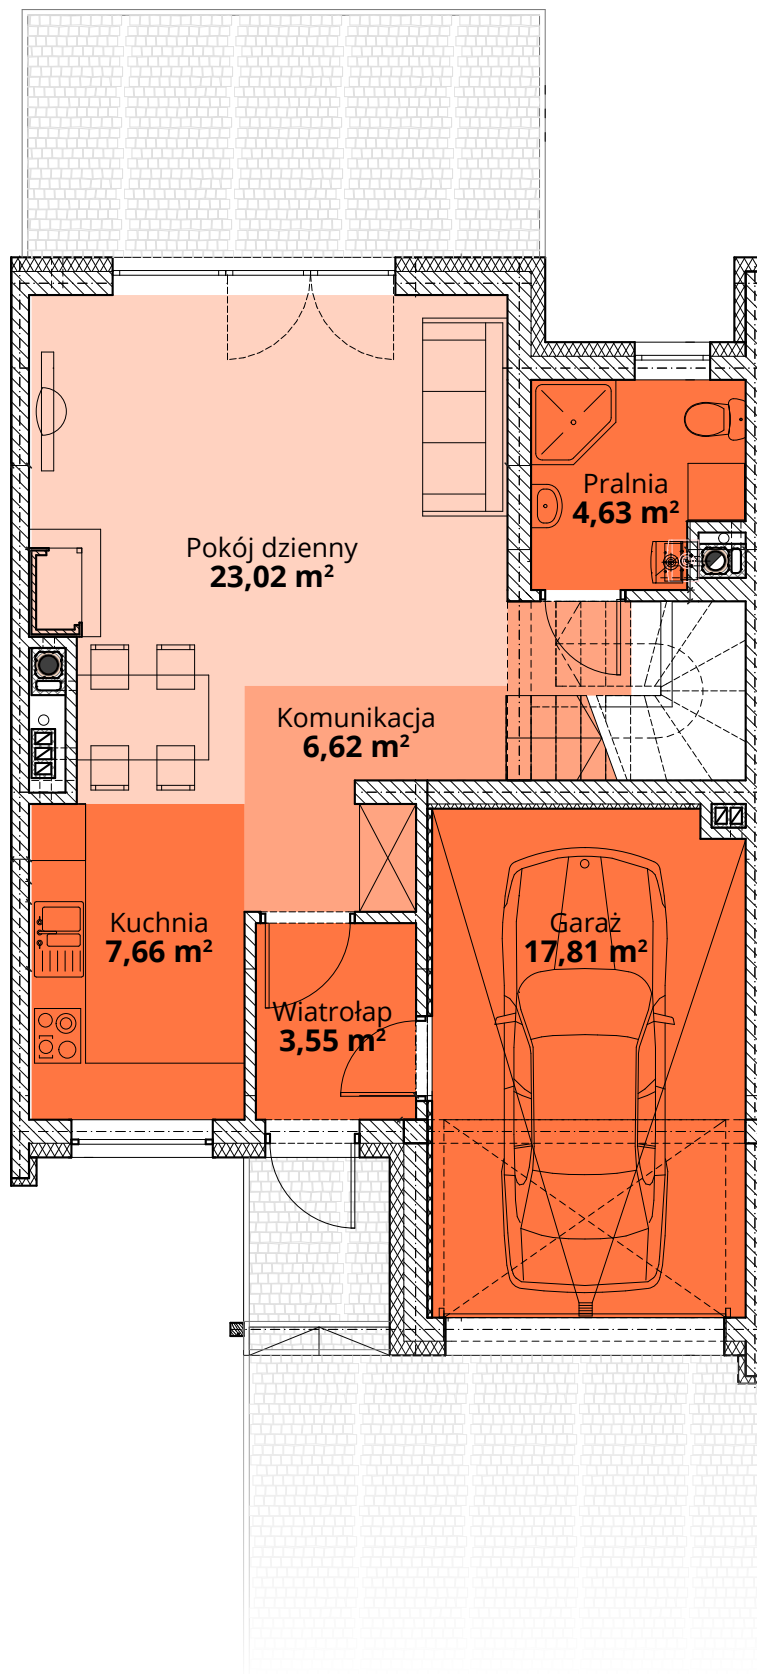 Pralnia
4,63 m²
Pokój dzienny
23,02 m²
Komunikacja
6,62 m²
Kuchnia
7,66 m²
Garaż
17,81 m²
Wiatrołap
3,55 m²